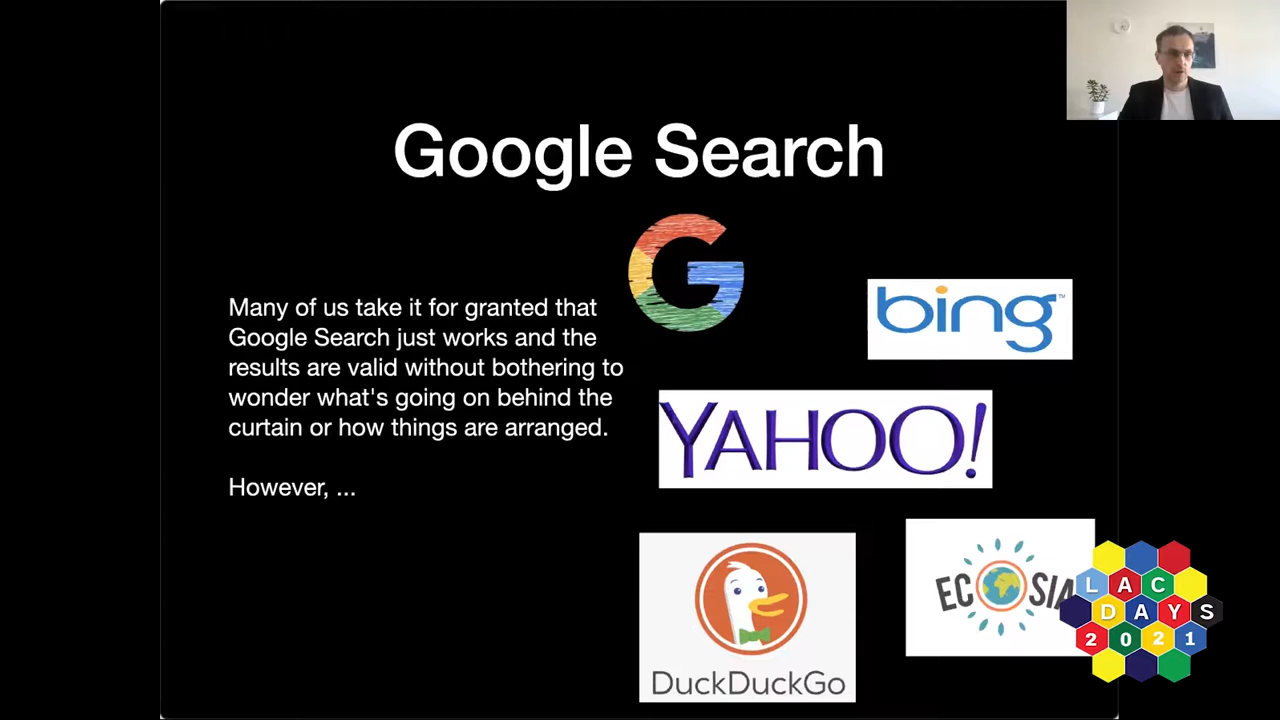 Google Search
Many of us take it for granted that
Google Search just works and the
results are valid without bothering to
wonder what's going on behind the
curtain or how things are arranged.
However, ...
G
bing™
YAHOO!
DuckDuckGo
ECOSIA
LAC
DAYS
2021